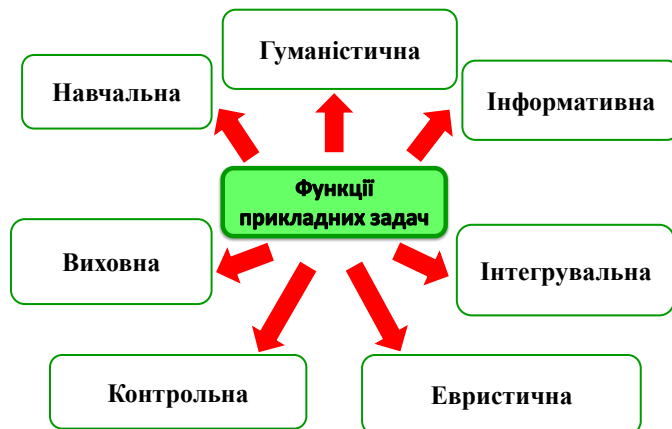 Гуманістична
Навчальна
Інформативна
Функції
прикладних задач
Виховна
Інтегрувальна
Контрольна
Евристична